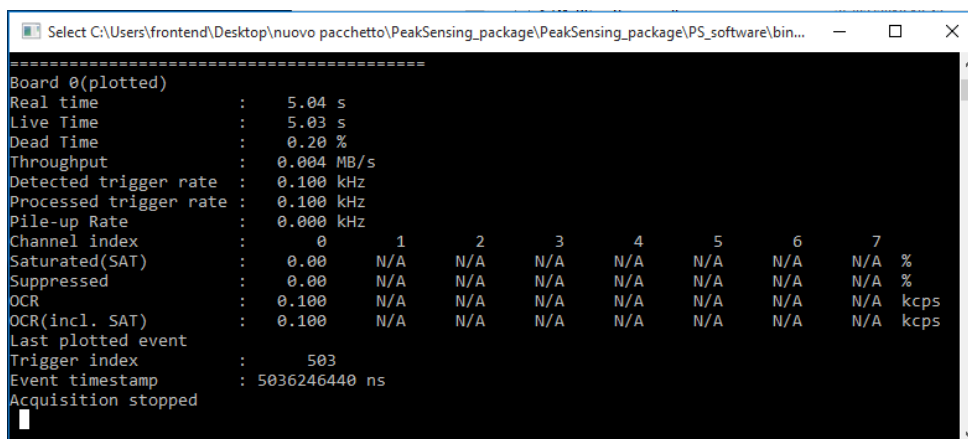 Select C:\Users\frontend\Desktop\nuovo pacchetto\PeakSensing_package\PeakSensing_package\PS_software\bin...
==========================================
Board 0(plotted)
Real time : 5.04 s
Live Time : 5.03 s
Dead Time : 0.20 %
Throughput : 0.004 MB/s
Detected trigger rate : 0.100 kHz
Processed trigger rate : 0.100 kHz
Pile-up Rate : 0.000 kHz
Channel index : 0 1 2 3 4 5 6 7
Saturated(SAT) : 0.00 N/A N/A N/A N/A N/A N/A N/A %
Suppressed : 0.00 N/A N/A N/A N/A N/A N/A N/A %
OCR : 0.100 N/A N/A N/A N/A N/A N/A N/A kcps
OCR(incl. SAT) : 0.100 N/A N/A N/A N/A N/A N/A N/A kcps
Last plotted event
Trigger index : 503
Event timestamp : 5036246440 ns
Acquisition stopped